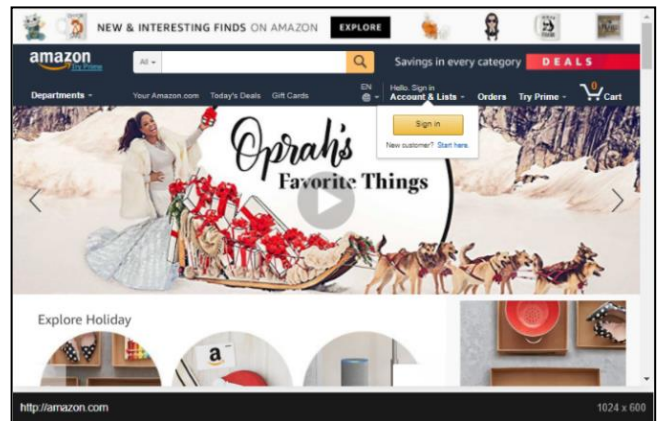 NEW & INTERESTING FINDS ON AMAZON EXPLORE
amazon
Try Prime
All
Savings in every category DEALS
Departments
Your Amazon.com Today's Deals Gift Cards
EN
Hello. Sign in
Account & Lists Orders Try Prime
0
Cart
Sign in
New customer? Start here.
Oprah's
Favorite Things
Explore Holiday
a
http://amazon.com 1024 x 600